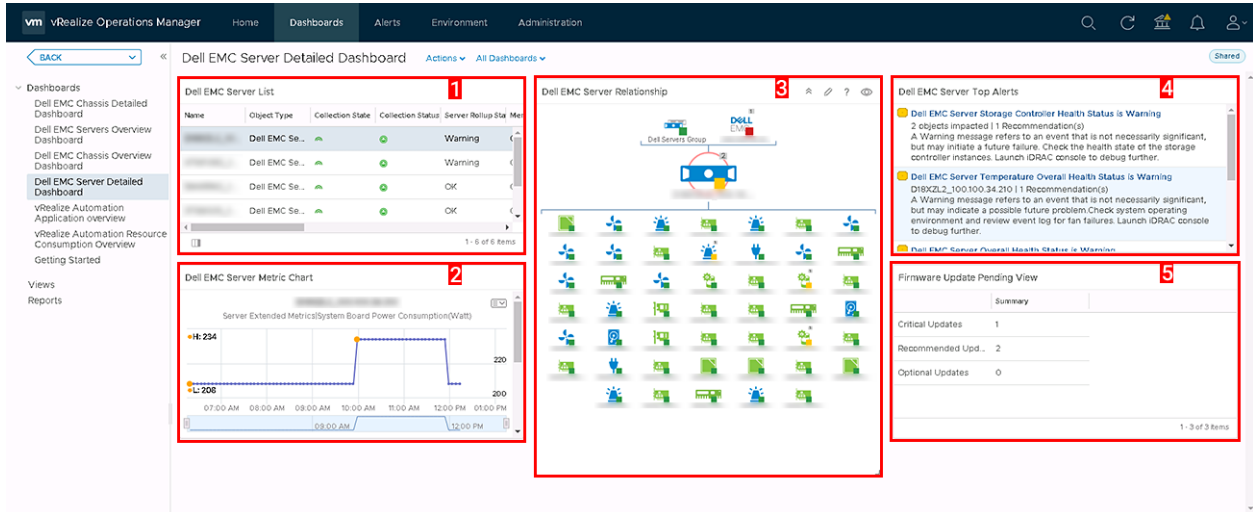 vm vRealize Operations Manager Home Dashboards Alerts Environment Administration
BACK
Dell EMC Server Detailed Dashboard Actions All Dashboards Shared
Dashboards
Dell EMC Chassis Detailed
Dashboard
Dell EMC Servers Overview
Dashboard
Dell EMC Chassis Overview
Dashboard
Dell EMC Server Detailed
Dashboard
vRealize Automation
Application overview
vRealize Automation Resource
Consumption Overview
Getting Started
Views
Reports
Dell EMC Server List 1
Name Object Type Collection State Collection Status Server Rollup Sta Mer
Dell EMC Se.. Warning
Dell EMC Se.. Warning
Dell EMC Se.. OK
Dell EMC Se.. OK
1 - 6 of 6 items
Dell EMC Server Metric Chart 2
Server Extended Metrics|System Board Power Consumption(Watt)
H: 234
220
L: 208
200
07:00 AM 08:00 AM 09:00 AM 10:00 AM 11:00 AM 12:00 PM 01:00 PM
09:00 AM 12:00 PM
Dell EMC Server Relationship 3
Dell Servers Group
DELL
EMC
2
Dell EMC Server Top Alerts 4
Dell EMC Server Storage Controller Health Status is Warning
2 objects impacted | 1 Recommendation(s)
A Warning message refers to an event that is not necessarily significant,
but may initiate a future failure. Check the health state of the storage
controller instances. Launch iDRAC console to debug further.
Dell EMC Server Temperature Overall Health Status is Warning
D18XZL2_100.100.34.210 | 1 Recommendation(s)
A Warning message refers to an event that is not necessarily significant,
but may indicate a possible future problem.Check system operating
environment and review event log for fan failures. Launch iDRAC console
to debug further.
Dell EMC Server Overall Health Status is Warning
Firmware Update Pending View 5
Summary
Critical Updates 1
Recommended Upd.. 2
Optional Updates 0
1 - 3 of 3 items